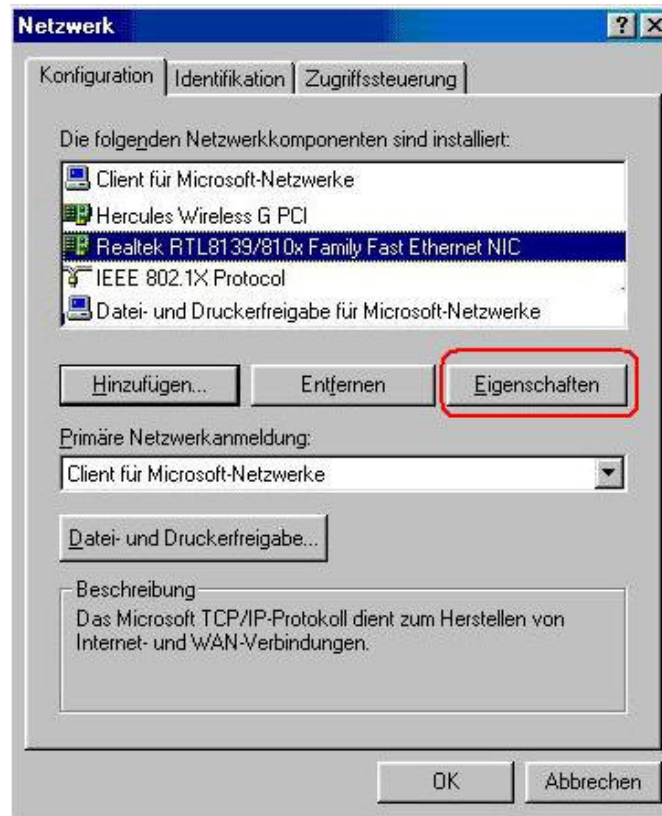 Netzwerk
Konfiguration Identifikation Zugriffssteuerung
Die folgenden Netzwerkkomponenten sind installiert:
Client für Microsoft-Netzwerke
Hercules Wireless G PCI
Realtek RTL8139/810x Family Fast Ethernet NIC
IEEE 802.1X Protocol
Datei- und Druckerfreigabe für Microsoft-Netzwerke
Hinzufügen... Entfernen Eigenschaften
Primäre Netzwerkanmeldung:
Client für Microsoft-Netzwerke
Datei- und Druckerfreigabe...
Beschreibung
Das Microsoft TCP/IP-Protokoll dient zum Herstellen von
Internet- und WAN-Verbindungen.
OK Abbrechen